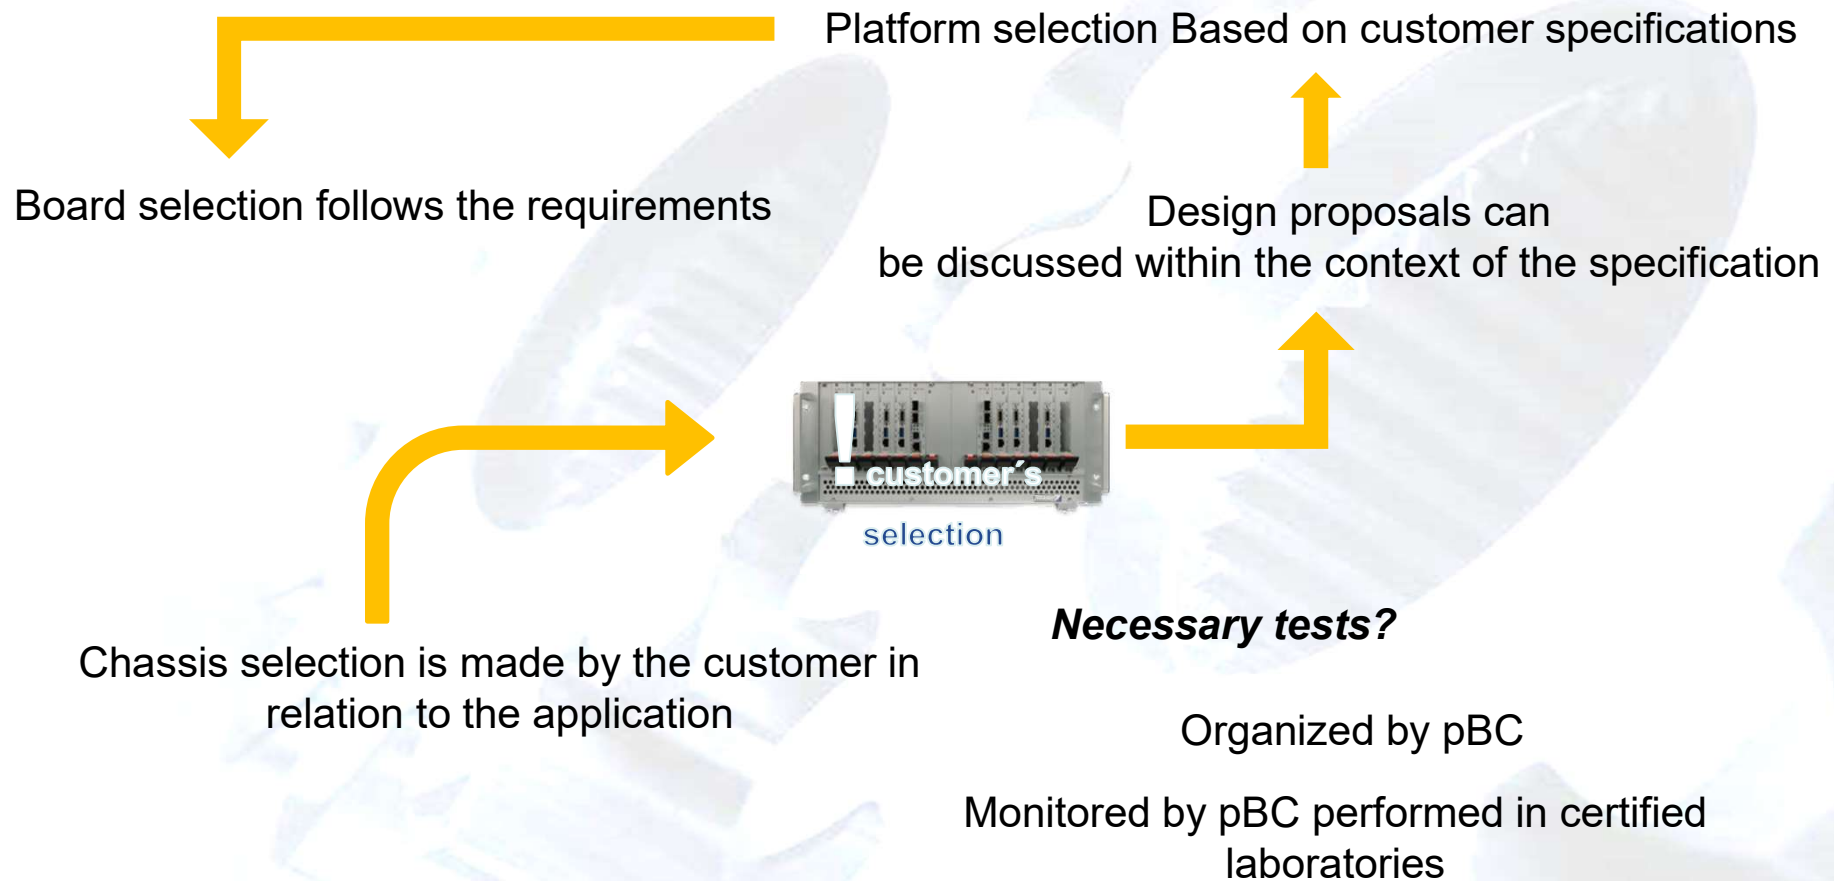 Platform selection Based on customer specifications
Board selection follows the requirements
Design proposals can
be discussed within the context of the specification
!
customer´s
selection
Necessary tests?
Chassis selection is made by the customer in
relation to the application
Organized by pBC
Monitored by pBC performed in certified
laboratories